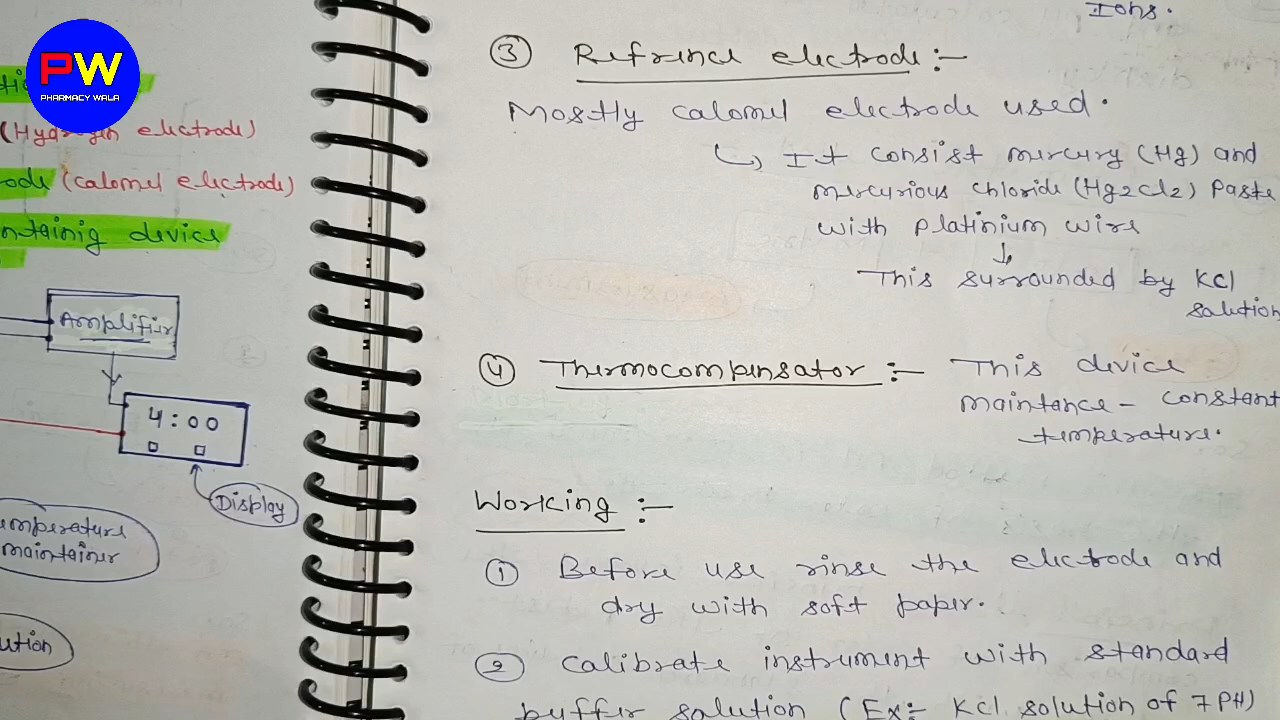 PW
PHARMACY WALA
(Hydrogen electrode)
ode (calomel electrode)
ntainig device
Amplifier
4:00
Display
emperature
maintainer
ution
Ions.
③ Refrence electrode :-
Mostly calomel electrode used.
↳ It consist mercury (Hg) and
mercurious chloride (Hg2Cl2) Paste
with platinium wire
↓
This surrounded by KCl
solution
④ Thermocompensator :- This device
maintance - constant
temperature.
Working :-
① Before use rinse the electrode and
dry with soft paper.
② calibrate instrument with standard
buffer solution (Ex:- KCl solution of 7 PH)